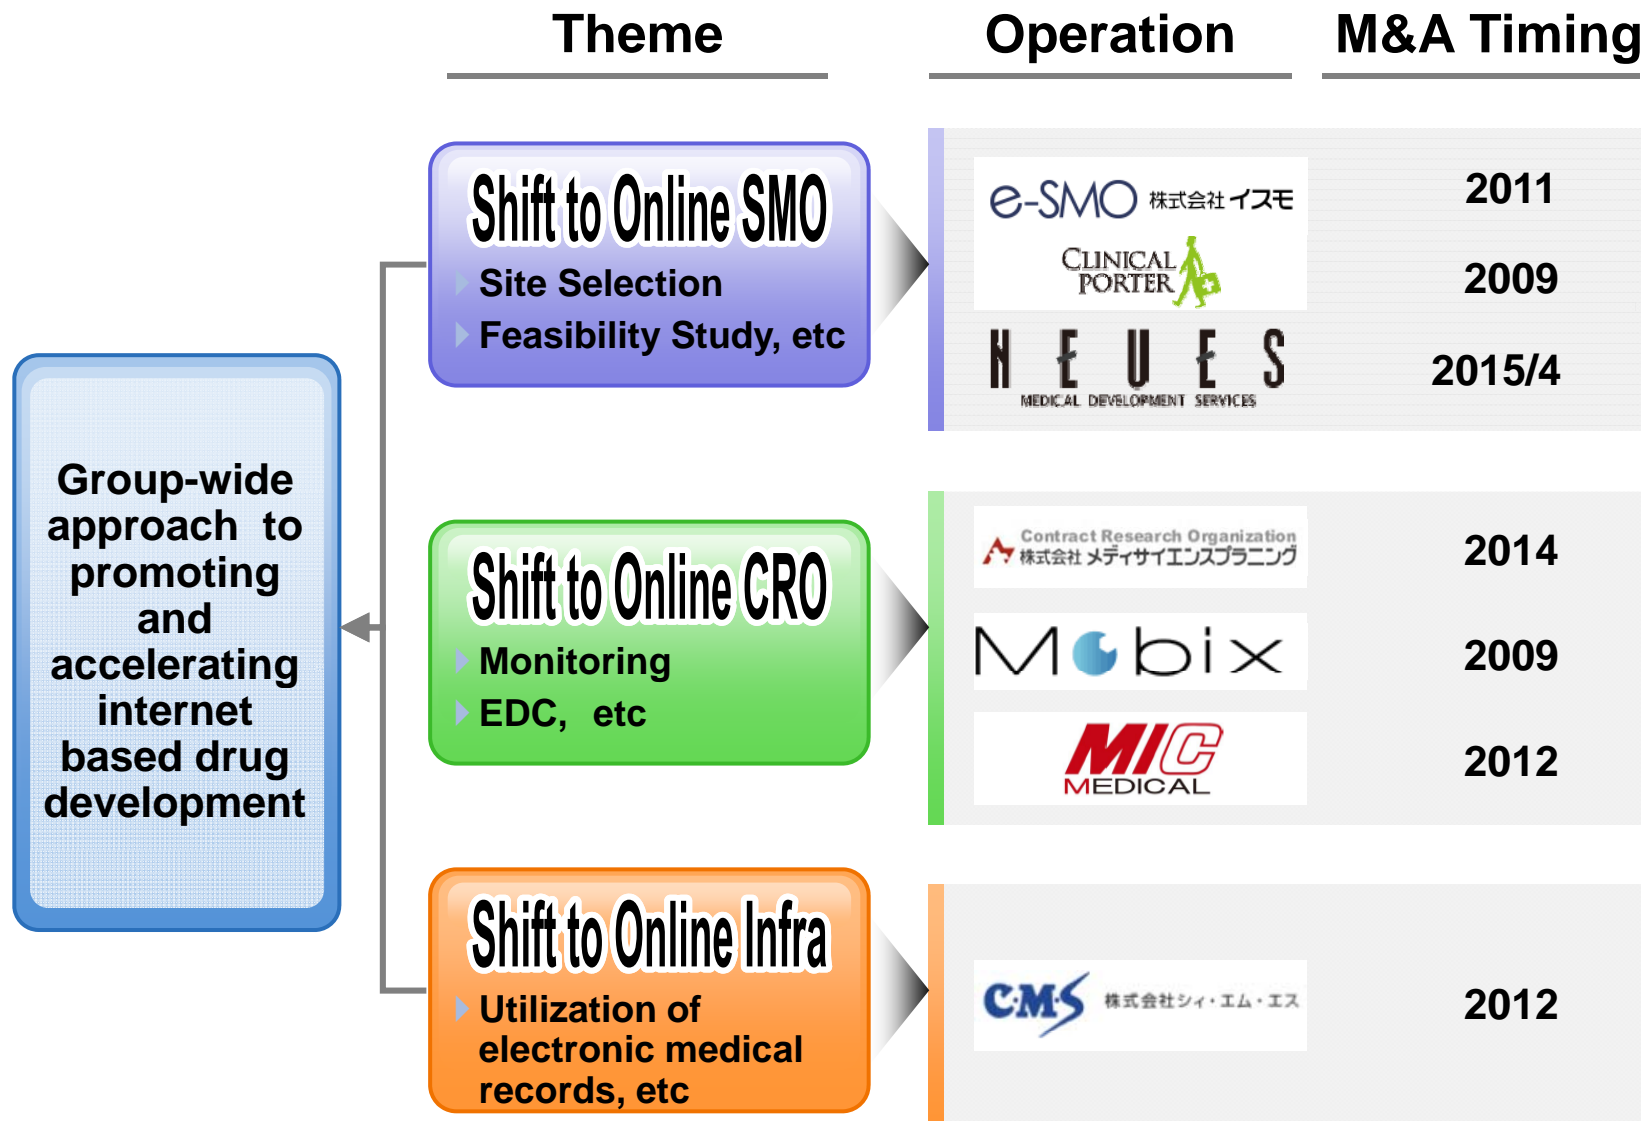 Theme
Operation
M&A Timing
Group-wide
approach to
promoting
and
accelerating
internet
based drug
development
Shift to Online SMO
Site Selection
Feasibility Study, etc
e-SMO 株式会社イスモ
2011
CLINICAL
PORTER
2009
NEUES
MEDICAL DEVELOPMENT SERVICES
2015/4
Shift to Online CRO
Monitoring
EDC, etc
Contract Research Organization
株式会社 メディサイエンスプラニング
2014
Mobix
2009
MIC
MEDICAL
2012
Shift to Online Infra
Utilization of
electronic medical
records, etc
C·M·S 株式会社シィ・エム・エス
2012